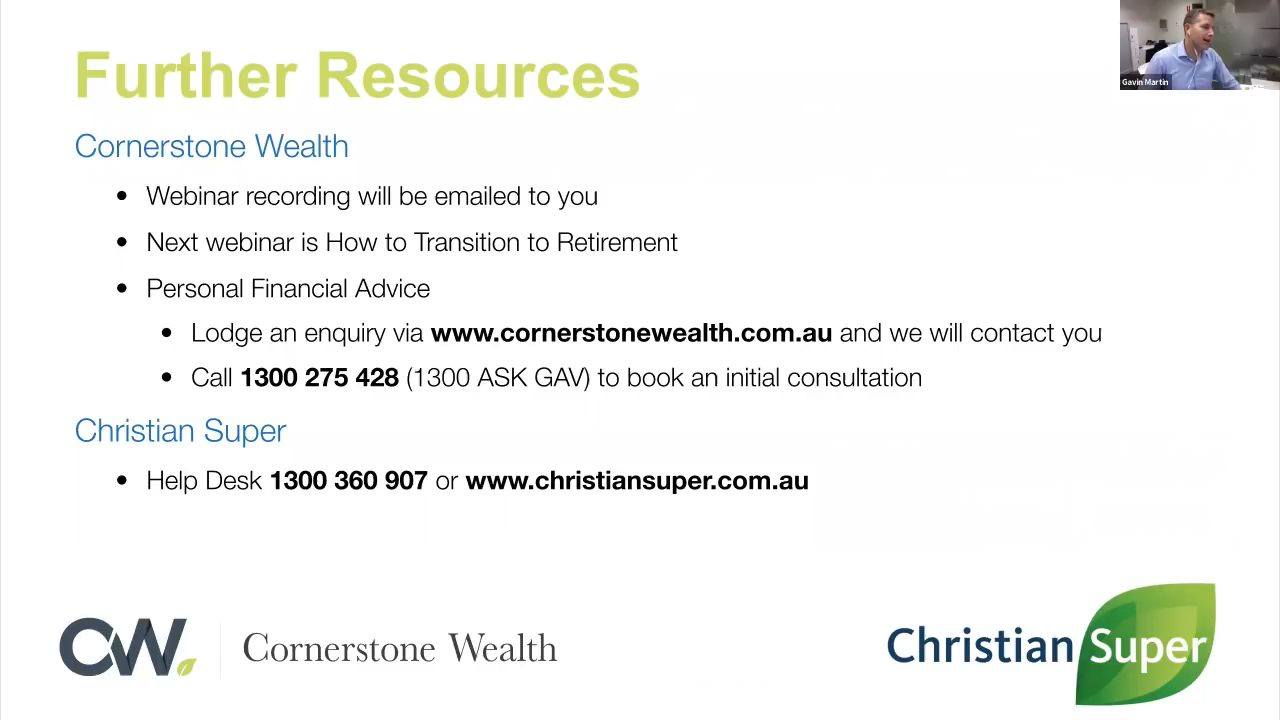 Further Resources
Gavin Martin
Cornerstone Wealth
• Webinar recording will be emailed to you
• Next webinar is How to Transition to Retirement
• Personal Financial Advice
• Lodge an enquiry via www.cornerstonewealth.com.au and we will contact you
• Call 1300 275 428 (1300 ASK GAV) to book an initial consultation
Christian Super
• Help Desk 1300 360 907 or www.christiansuper.com.au
CW. Cornerstone Wealth
Christian Super